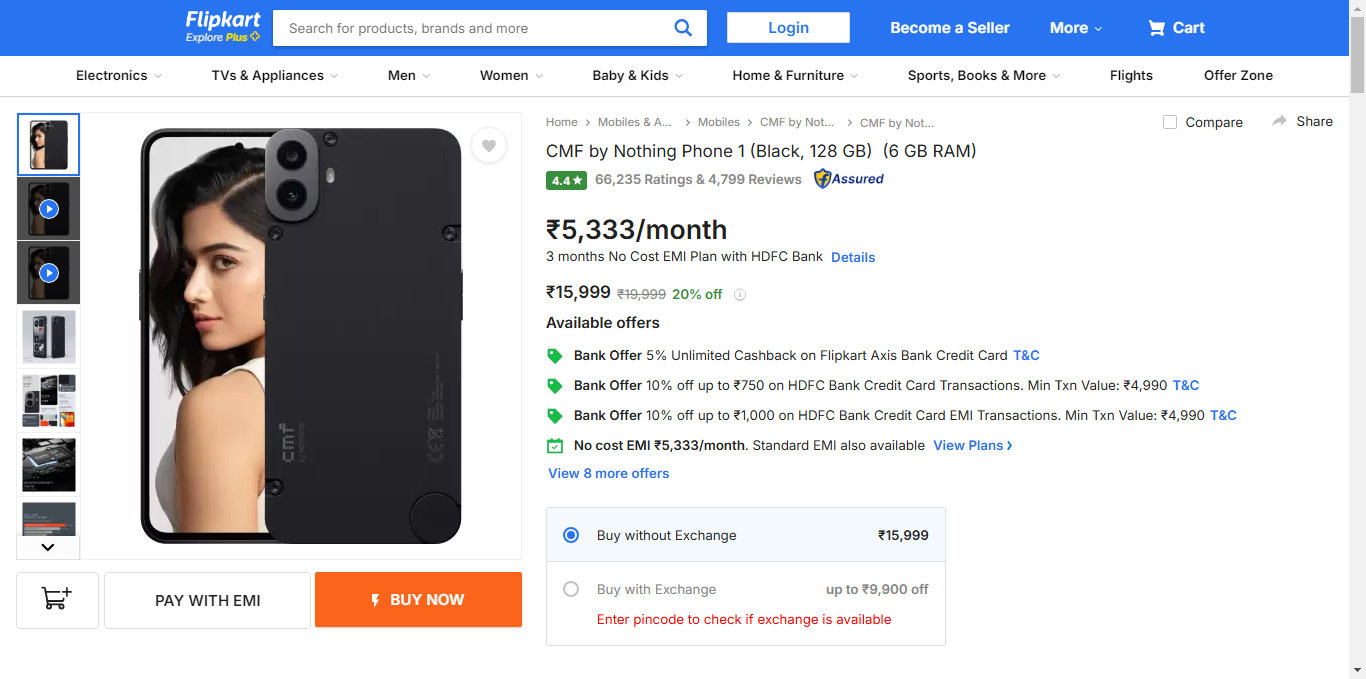 Flipkart
Explore Plus
Search for products, brands and more
Login
Become a Seller
More
Cart
Electronics
TVs & Appliances
Men
Women
Baby & Kids
Home & Furniture
Sports, Books & More
Flights
Offer Zone
Home
Mobiles & A...
Mobiles
CMF by Not...
CMF by Not...
Compare
Share
CMF by Nothing Phone 1 (Black, 128 GB) (6 GB RAM)
4.4★ 66,235 Ratings & 4,799 Reviews Assured
₹5,333/month
3 months No Cost EMI Plan with HDFC Bank Details
₹15,999 ₹19,999 20% off
Available offers
Bank Offer 5% Unlimited Cashback on Flipkart Axis Bank Credit Card T&C
Bank Offer 10% off up to ₹750 on HDFC Bank Credit Card Transactions. Min Txn Value: ₹4,990 T&C
Bank Offer 10% off up to ₹1,000 on HDFC Bank Credit Card EMI Transactions. Min Txn Value: ₹4,990 T&C
No cost EMI ₹5,333/month. Standard EMI also available View Plans
View 8 more offers
Buy without Exchange ₹15,999
Buy with Exchange up to ₹9,900 off
Enter pincode to check if exchange is available
cmf
by NOTHING
PAY WITH EMI
BUY NOW